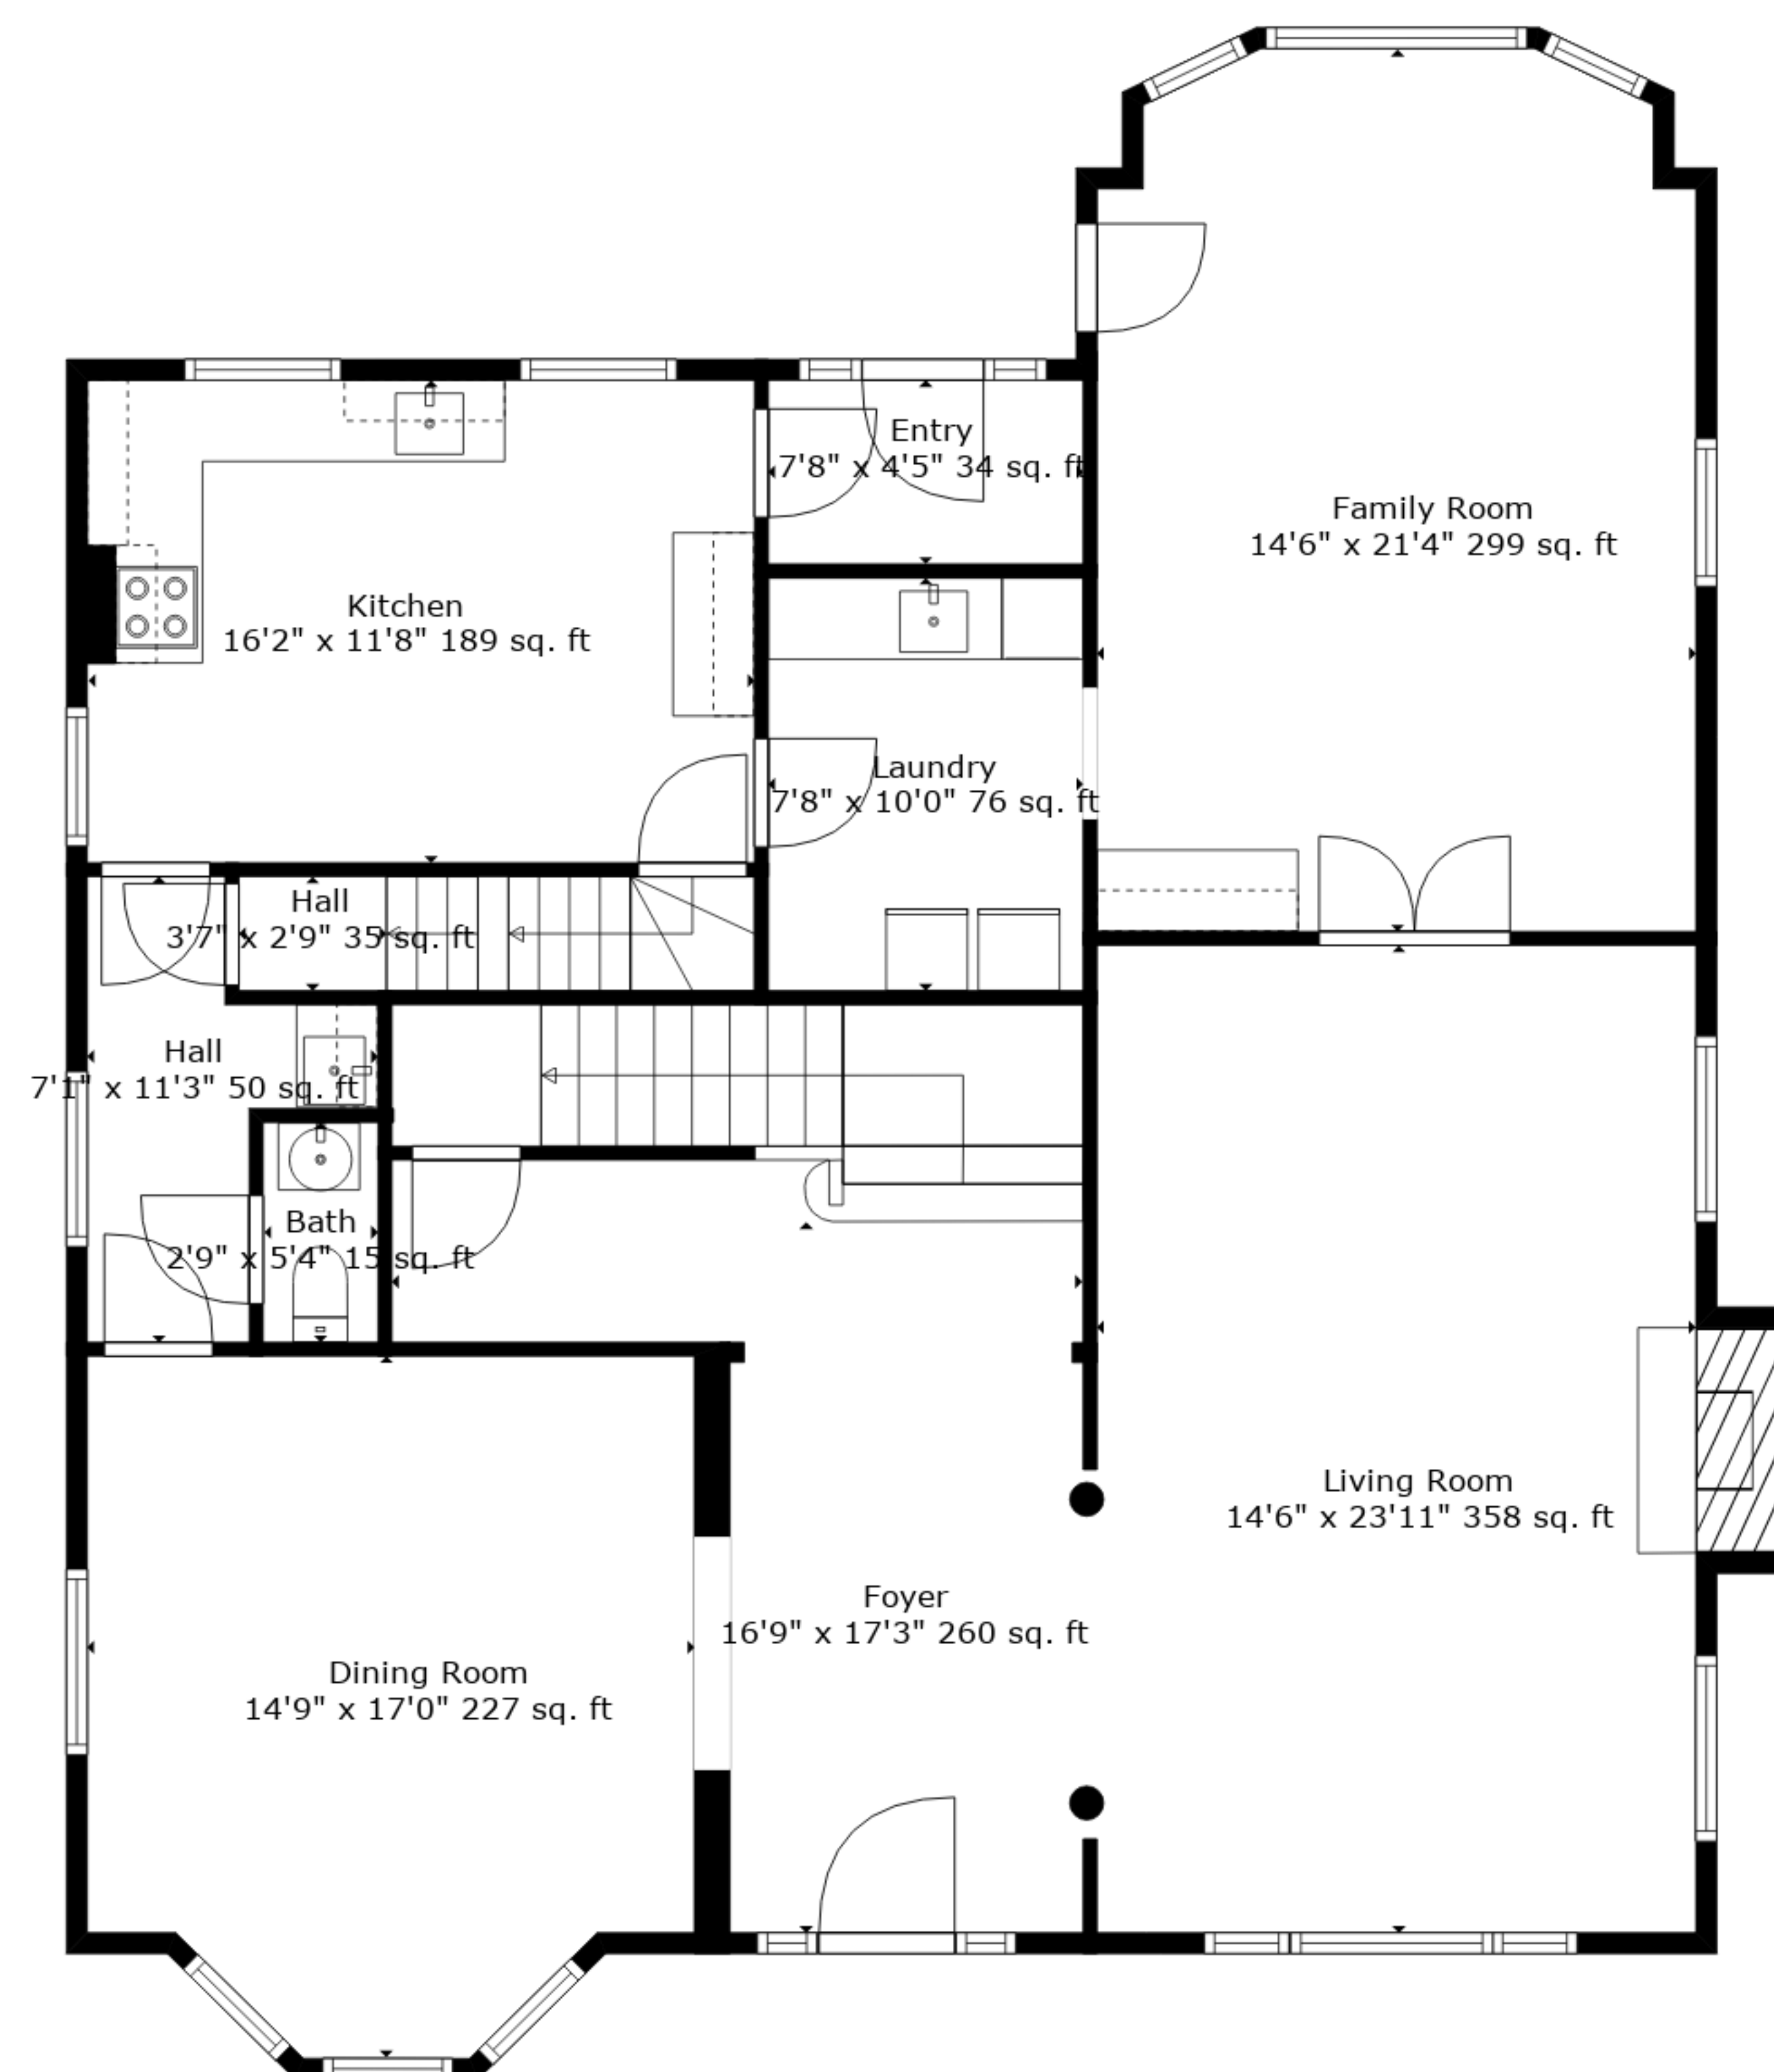 Entry
7'8" x 4'5" 34 sq. ft
Family Room
14'6" x 21'4" 299 sq. ft
Kitchen
16'2" x 11'8" 189 sq. ft
Laundry
7'8" x 10'0" 76 sq. ft
Hall
3'7" x 2'9" 35 sq. ft
Hall
7'1" x 11'3" 50 sq. ft
Bath
2'9" x 5'4" 15 sq. ft
Living Room
14'6" x 23'11" 358 sq. ft
Foyer
16'9" x 17'3" 260 sq. ft
Dining Room
14'9" x 17'0" 227 sq. ft